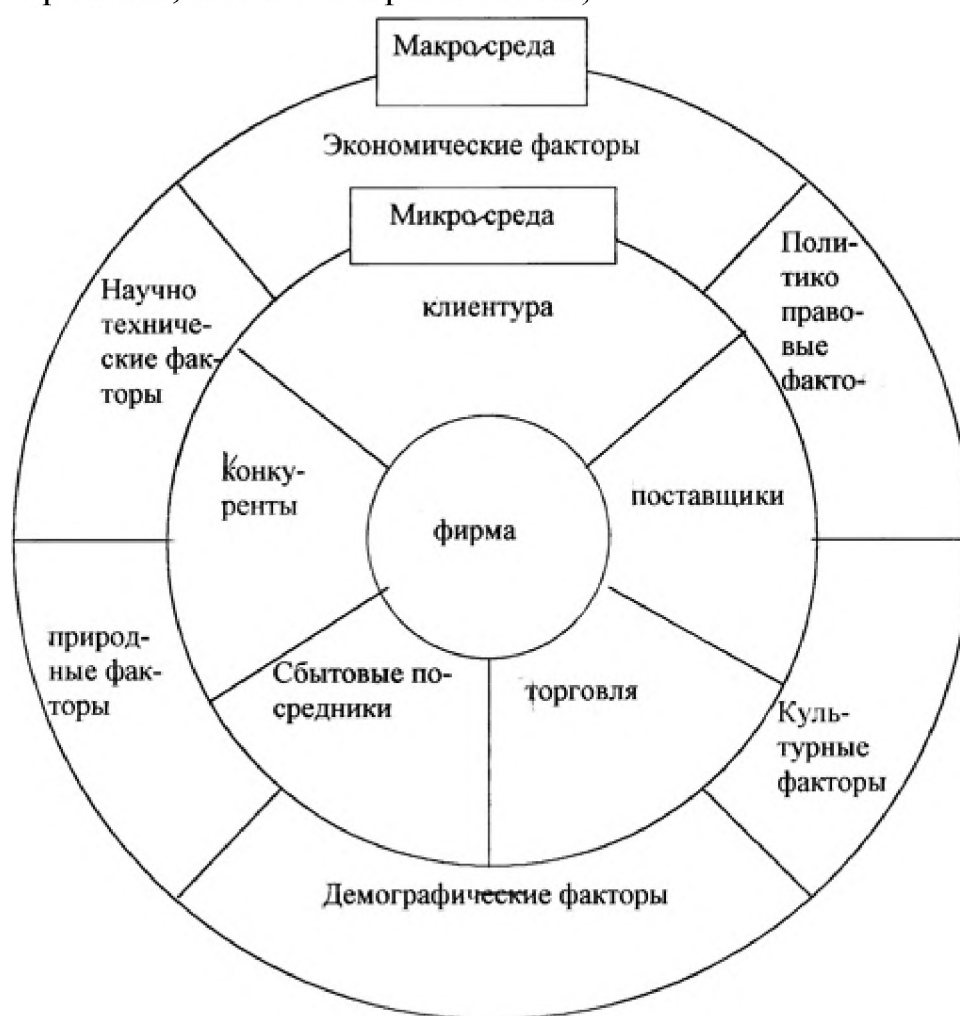 Макро-среда
Экономические факторы
Микро-среда
Поли-
тико
право-
вые
факто-
Научно
техниче-
ские фак-
торы
клиентура
конку-
ренты
поставщики
фирма
природ-
ные фак-
торы
Сбытовые по-
средники
торговля
Куль-
турные
факторы
Демографические факторы